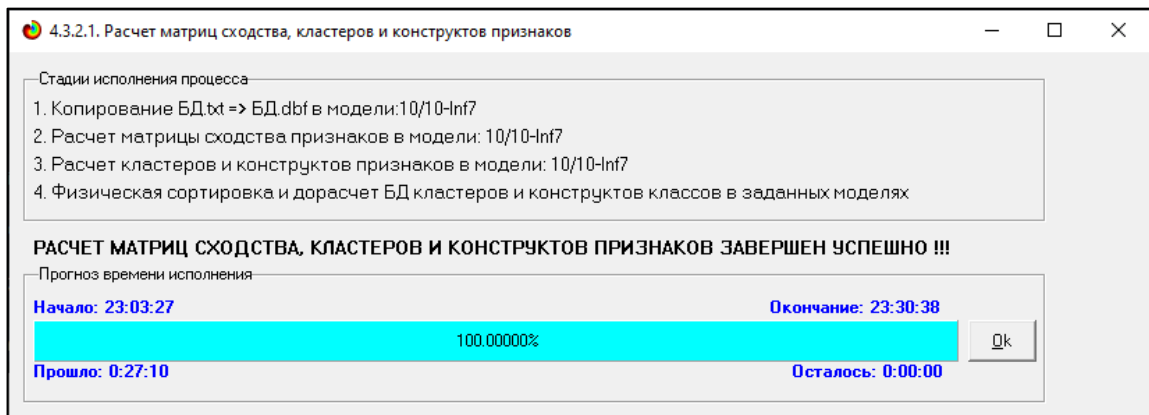 4.3.2.1. Расчет матриц сходства, кластеров и конструктов признаков
Стадии исполнения процесса
1. Копирование БД.txt => БД.dbf в модели:10/10-Inf7
2. Расчет матрицы сходства признаков в модели: 10/10-Inf7
3. Расчет кластеров и конструктов признаков в модели: 10/10-Inf7
4. Физическая сортировка и дорасчет БД кластеров и конструктов классов в заданных моделях
РАСЧЕТ МАТРИЦ СХОДСТВА, КЛАСТЕРОВ И КОНСТРУКТОВ ПРИЗНАКОВ ЗАВЕРШЕН УСПЕШНО !!!
Прогноз времени исполнения
Начало: 23:03:27 Окончание: 23:30:38
100.00000% Ok
Прошло: 0:27:10 Осталось: 0:00:00